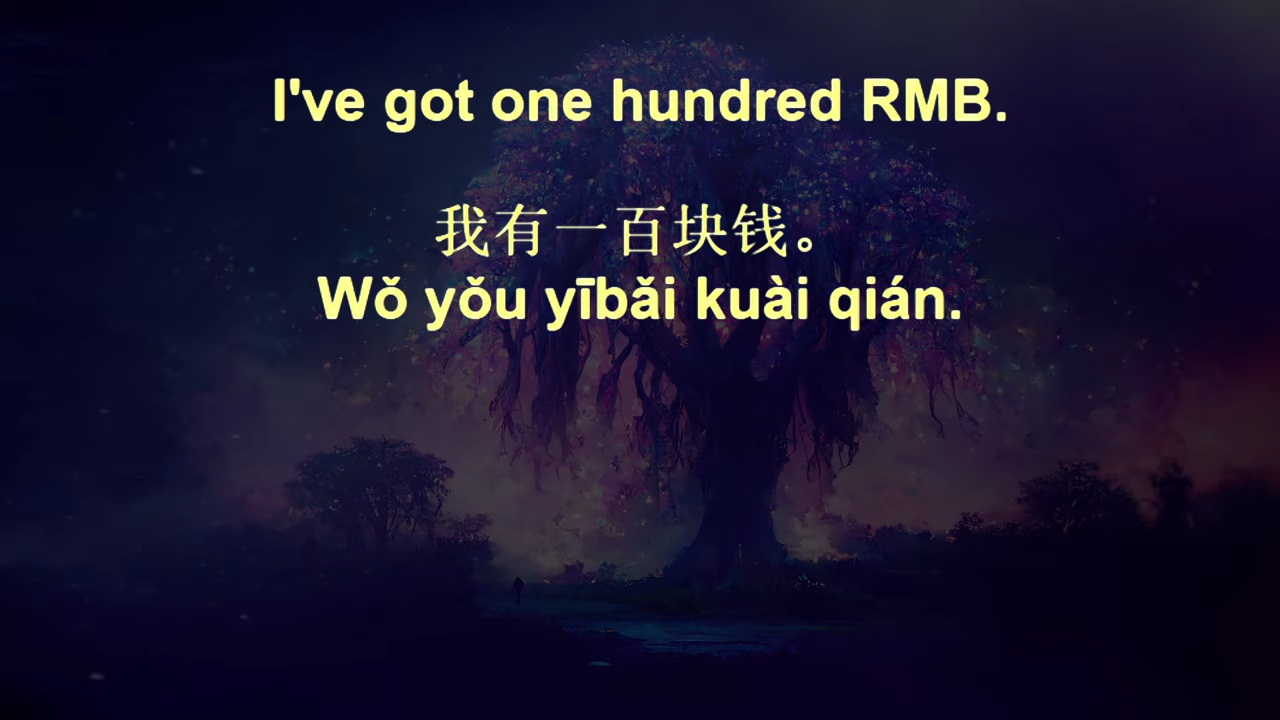 I've got one hundred RMB.
我有一百块钱。
Wǒ yǒu yībǎi kuài qián.